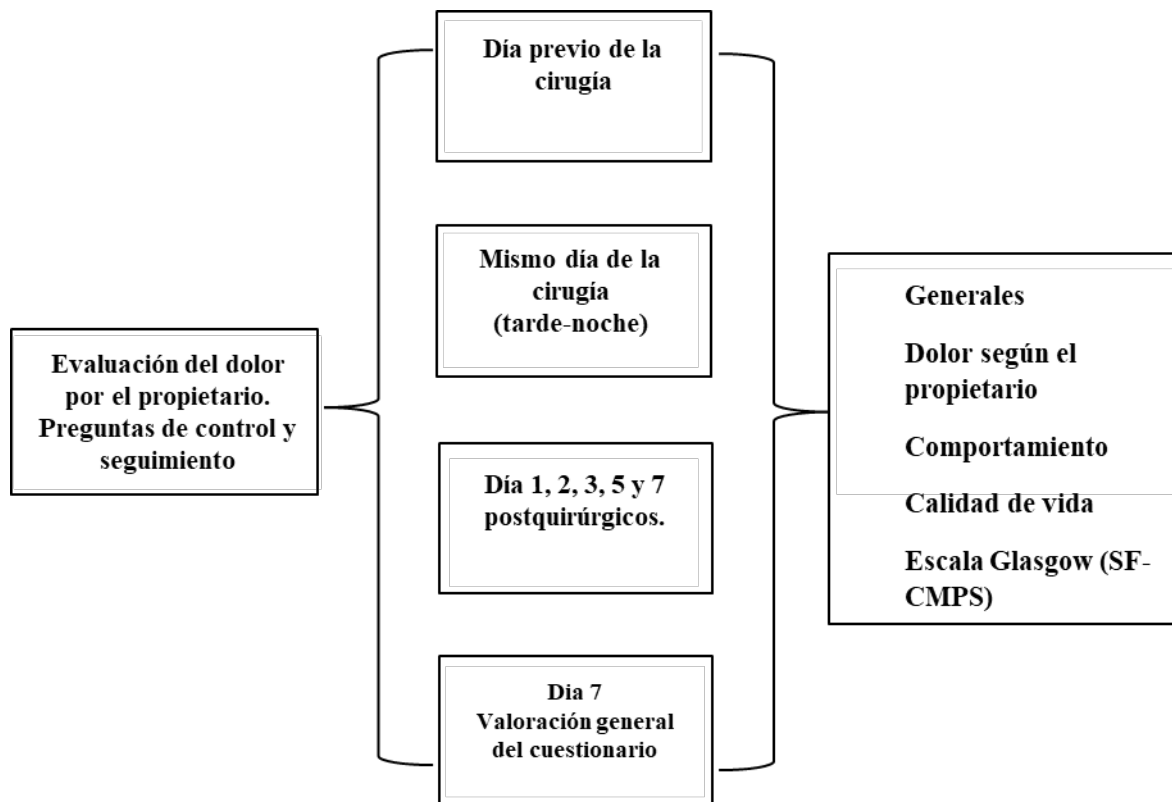 Evaluación del dolor
por el propietario.
Preguntas de control y
seguimiento
Día previo de la
cirugía
Mismo día de la
cirugía
(tarde-noche)
Día 1, 2, 3, 5 y 7
postquirúrgicos.
Dia 7
Valoración general
del cuestionario
Generales
Dolor según el
propietario
Comportamiento
Calidad de vida
Escala Glasgow (SF-
CMPS)